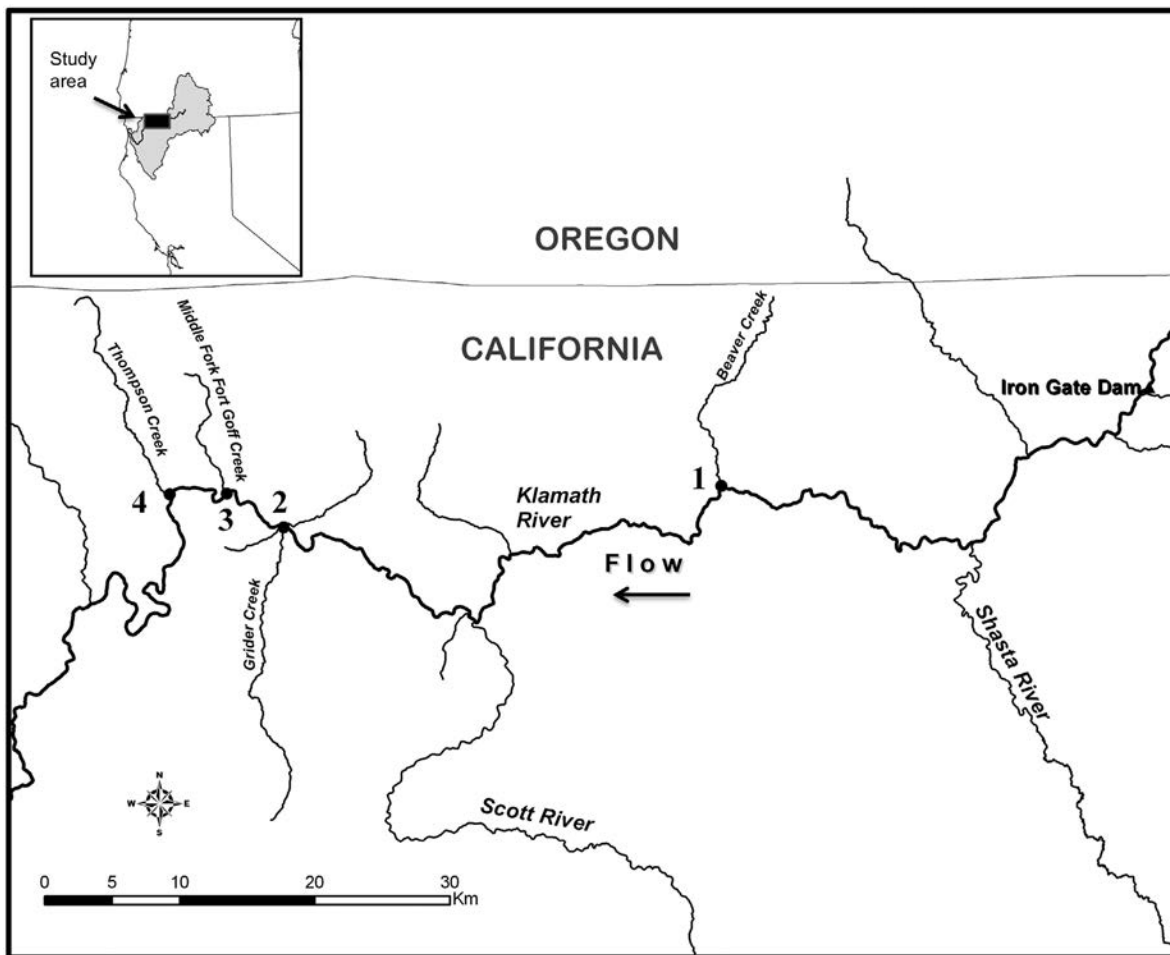 Study
area
OREGON
CALIFORNIA
Thompson Creek
Middle Fork Fort Goff Creek
Beaver Creek
Iron Gate Dam
1
4
3
2
Klamath
River
Flow
Grider Creek
Shasta River
Scott River
N
W E
S
0 5 10 20 30
Km